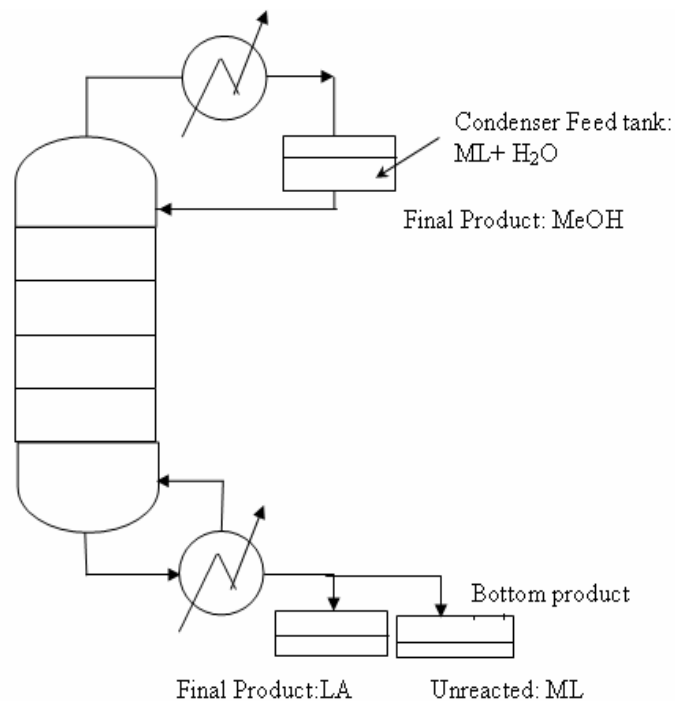 Condenser Feed tank:
ML+ H₂O
Final Product: MeOH
Bottom product
Final Product:LA
Unreacted: ML